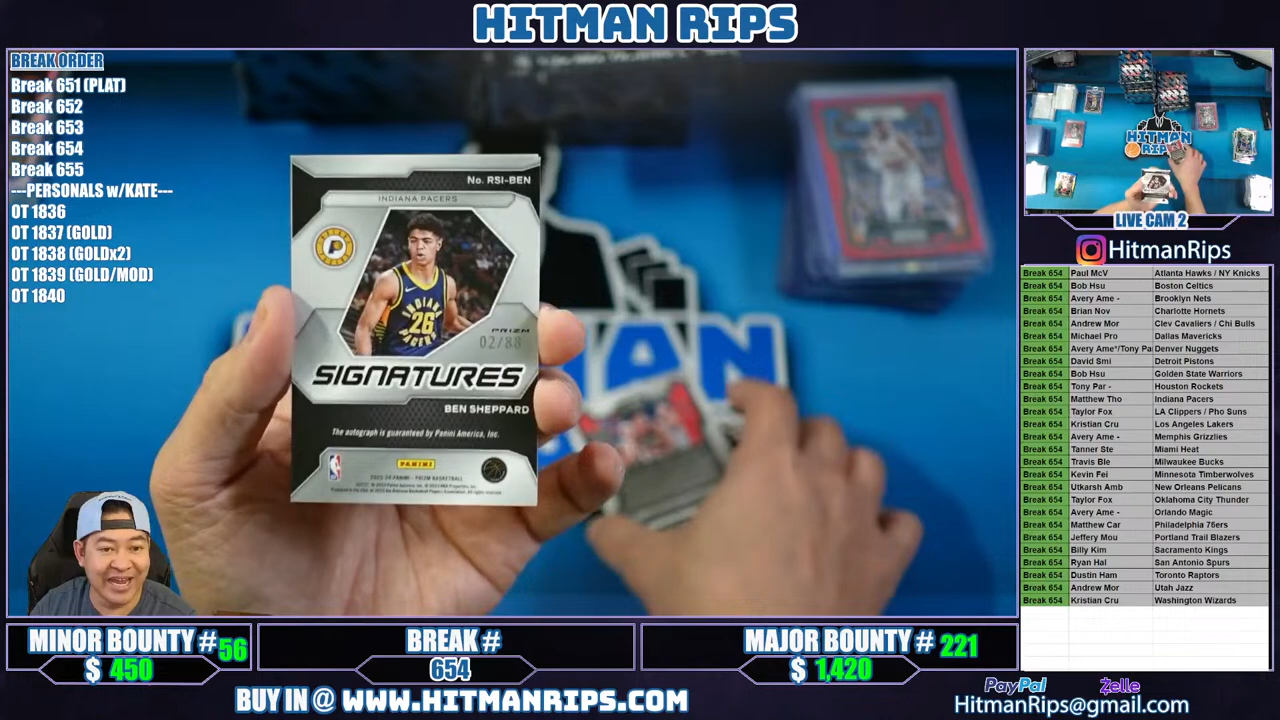 HITMAN RIPS
BREAK ORDER
Break 651 (PLAT)
Break 652
Break 653
Break 654
Break 655
---PERSONALS w/KATE---
OT 1836
OT 1837 (GOLD)
OT 1838 (GOLDx2)
OT 1839 (GOLD/MOD)
OT 1840
No. RSI-BEN
INDIANA PACERS
INDIANA
26
PRIZM
02/88
SIGNATURES
BEN SHEPPARD
The autograph is guaranteed by Panini America, Inc.
PANINI
2023-24 PANINI - PRIZM BASKETBALL
HITMAN
RIPS
LIVE CAM 2
HitmanRips
Break 654 Paul McV Atlanta Hawks / NY Knicks
Break 654 Bob Hsu Boston Celtics
Break 654 Avery Ame - Brooklyn Nets
Break 654 Brian Nov Charlotte Hornets
Break 654 Andrew Mor Clev Cavaliers / Chi Bulls
Break 654 Michael Pro Dallas Mavericks
Break 654 Avery Ame*/Tony Pa Denver Nuggets
Break 654 David Smi Detroit Pistons
Break 654 Bob Hsu Golden State Warriors
Break 654 Tony Par - Houston Rockets
Break 654 Matthew Tho Indiana Pacers
Break 654 Taylor Fox LA Clippers / Pho Suns
Break 654 Kristian Cru Los Angeles Lakers
Break 654 Avery Ame - Memphis Grizzlies
Break 654 Tanner Ste Miami Heat
Break 654 Travis Ble Milwaukee Bucks
Break 654 Kevin Fei Minnesota Timberwolves
Break 654 Utkarsh Amb New Orleans Pelicans
Break 654 Taylor Fox Oklahoma City Thunder
Break 654 Avery Ame - Orlando Magic
Break 654 Matthew Car Philadelphia 76ers
Break 654 Jeffery Mou Portland Trail Blazers
Break 654 Billy Kim Sacramento Kings
Break 654 Ryan Hal San Antonio Spurs
Break 654 Dustin Ham Toronto Raptors
Break 654 Andrew Mor Utah Jazz
Break 654 Kristian Cru Washington Wizards
MINOR BOUNTY # 56
$ 450
BREAK #
654
MAJOR BOUNTY # 221
$ 1,420
BUY IN @ WWW.HITMANRIPS.COM
PayPal Zelle
HitmanRips@gmail.com